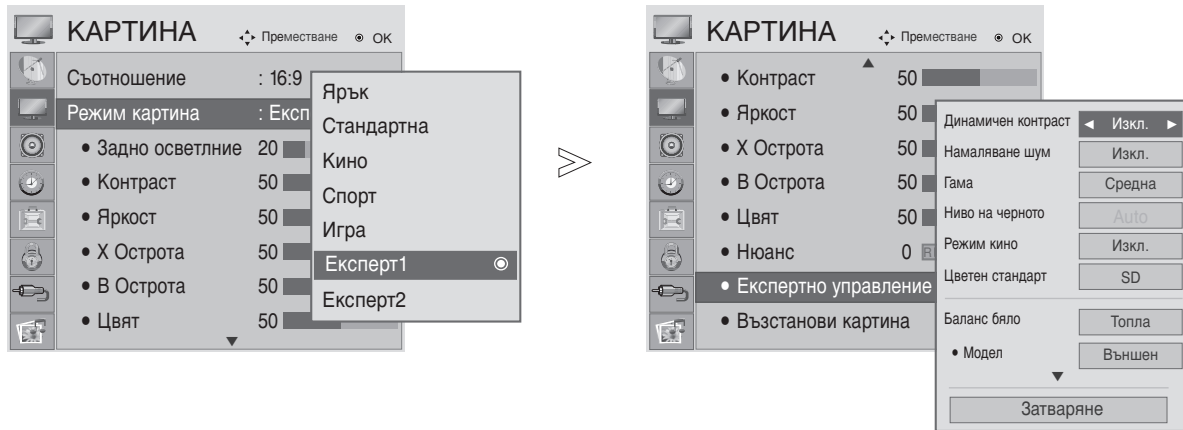 КАРТИНА Преместване OK
Съотношение : 16:9
Режим картина : Експ
• Задно осветлние 20
• Контраст 50
• Яркост 50
• Х Острота 50
• В Острота 50
• Цвят 50
Ярък
Стандартна
Кино
Спорт
Игра
Експерт1
Експерт2
КАРТИНА Преместване OK
• Контраст 50
• Яркост 50
• Х Острота 50
• В Острота 50
• Цвят 50
• Нюанс 0 R
• Експертно управление
• Възстанови картина
Динамичен контраст Изкл.
Намаляване шум Изкл.
Гама Средна
Ниво на черното Auto
Режим кино Изкл.
Цветен стандарт SD
Баланс бяло Топла
• Модел Външен
Затваряне